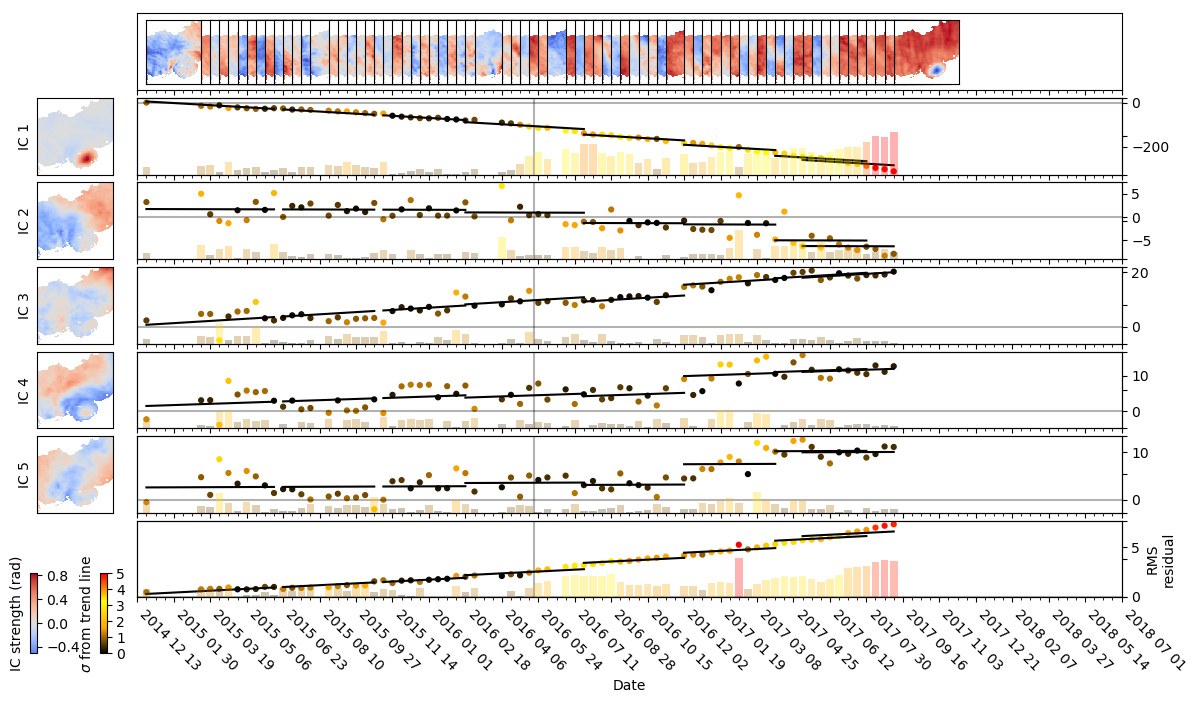 IC 1
0
−200
IC 2
5
0
−5
IC 3
20
0
IC 4
10
0
IC 5
10
0
RMS
residual
5
0
IC strength (rad)
0.8
0.4
0.0
−0.4
σ from trend line
5
4
3
2
1
0
2014 12 13
2015 01 30
2015 03 19
2015 05 06
2015 06 23
2015 08 10
2015 09 27
2015 11 14
2016 01 01
2016 02 18
2016 04 06
2016 05 24
2016 07 11
2016 08 28
2016 10 15
2016 12 02
2017 01 19
2017 03 08
2017 04 25
2017 06 12
2017 07 30
2017 09 16
2017 11 03
2017 12 21
2018 02 07
2018 03 27
2018 05 14
2018 07 01
Date